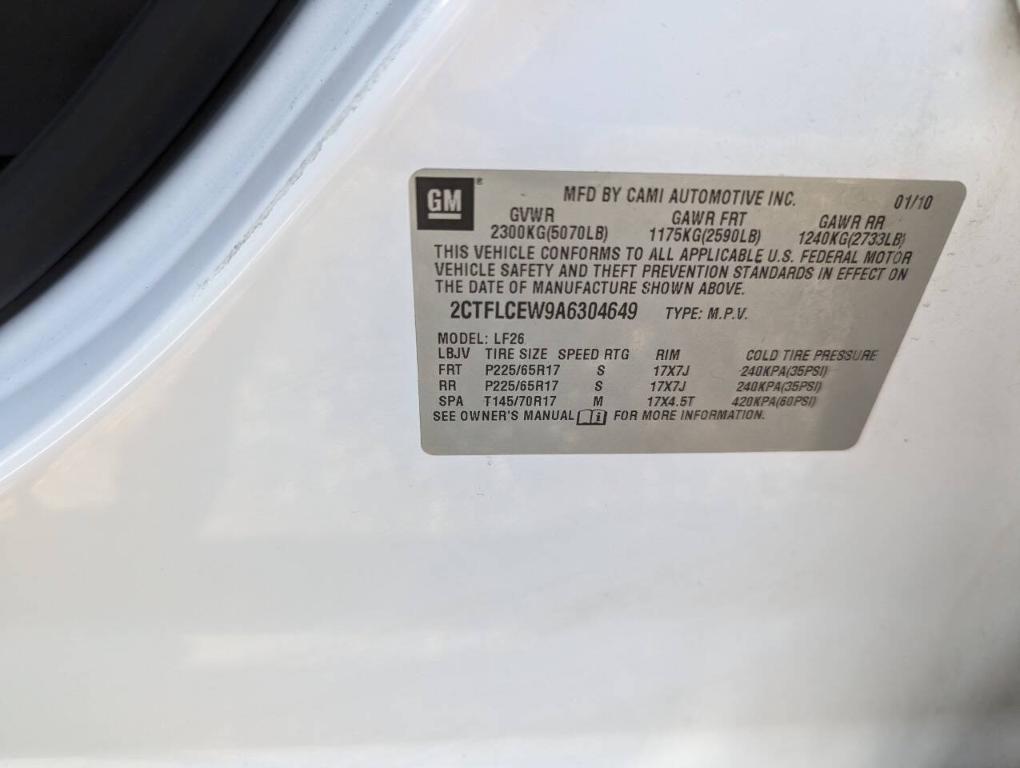 GM® MFD BY CAMI AUTOMOTIVE INC. 01/10
GVWR GAWR FRT GAWR RR
2300KG(5070LB) 1175KG(2590LB) 1240KG(2733LB)
THIS VEHICLE CONFORMS TO ALL APPLICABLE U.S. FEDERAL MOTOR
VEHICLE SAFETY AND THEFT PREVENTION STANDARDS IN EFFECT ON
THE DATE OF MANUFACTURE SHOWN ABOVE.
2CTFLCEW9A6304649 TYPE: M.P.V.
MODEL: LF26
LBJV TIRE SIZE SPEED RTG RIM COLD TIRE PRESSURE
FRT P225/65R17 S 17X7J 240KPA(35PSI)
RR P225/65R17 S 17X7J 240KPA(35PSI)
SPA T145/70R17 M 17X4.5T 420KPA(60PSI)
SEE OWNER'S MANUAL i FOR MORE INFORMATION.